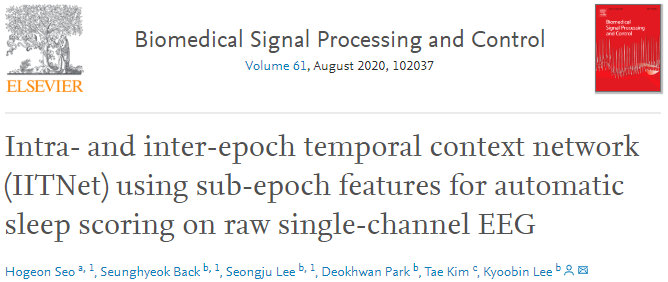 Biomedical Signal Processing and Control
Volume 61, August 2020, 102037
ELSEVIER
Biomedical
Signal Processing
and Control
Intra- and inter-epoch temporal context network
(IITNet) using sub-epoch features for automatic
sleep scoring on raw single-channel EEG
Hogeon Seo a, 1, Seunghyeok Back b, 1, Seongju Lee b, 1, Deokhwan Park b, Tae Kim c, Kyoobin Lee b